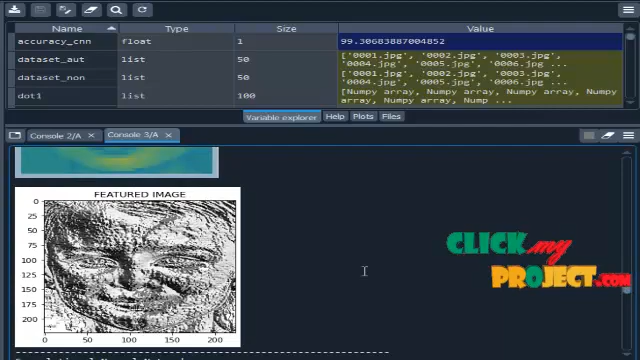 Name Type Size Value
accuracy_cnn float 1 99.30683887004852
dataset_aut list 50 ['0001.jpg', '0002.jpg', '0003.jpg',
'0004.jpg', '0005.jpg', '0006.jpg ...
dataset_non list 50 ['0001.jpg', '0002.jpg', '0003.jpg',
'0004.jpg', '0005.jpg', '0006.jpg ...
dot1 list 100 [Numpy array, Numpy array, Numpy array, Numpy
array, Numpy array, Nump ...
Variable explorer Help Plots Files
Console 2/A Console 3/A
FEATURED IMAGE
0
25
50
75
100
125
150
175
200
0 50 100 150 200
CLICK my
PROJECT.COM